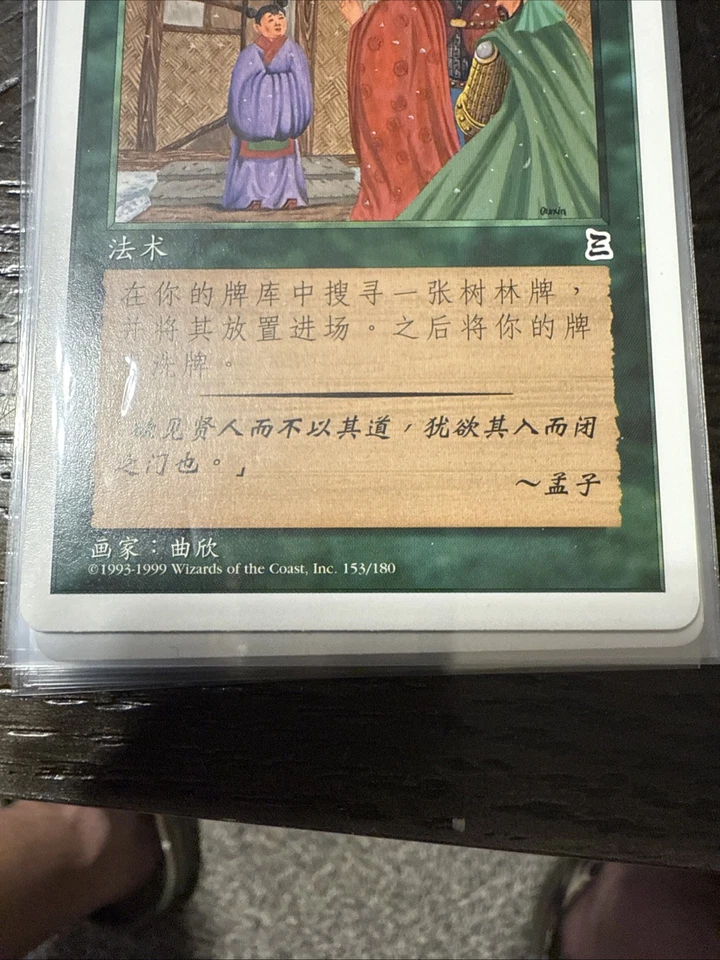 Quxin
法术
三
在你的牌库中搜寻一张树林牌，
并将其放置进场。之后将你的牌
洗牌。
见贤人而不以其道，犹欲其入而闭
之门也。」
～孟子
画家：曲欣
©1993-1999 Wizards of the Coast, Inc. 153/180